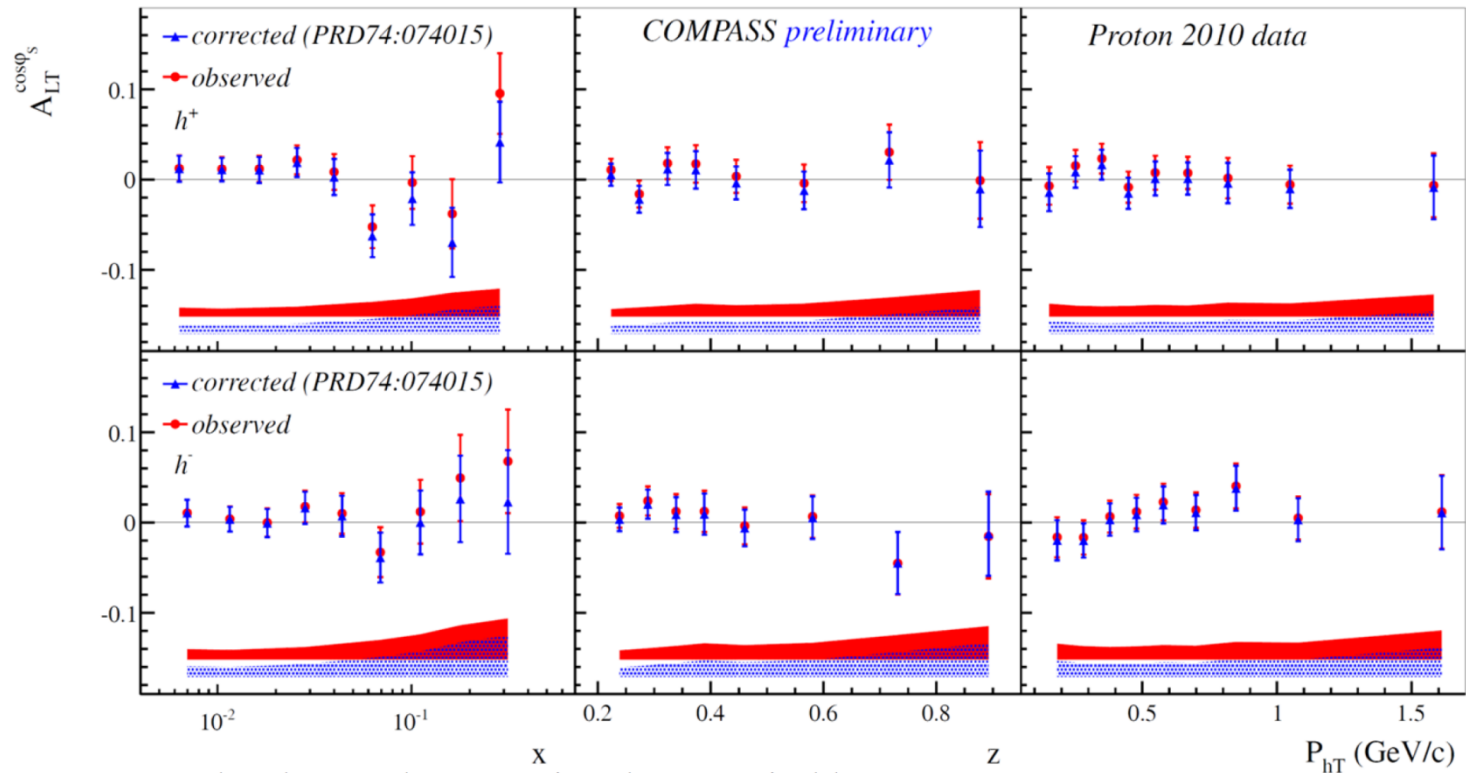 A_LT^cosφ_s
corrected (PRD74:074015)
observed
h⁺
COMPASS preliminary
Proton 2010 data
0.1
0
-0.1
corrected (PRD74:074015)
observed
h⁻
0.1
0
-0.1
10⁻² 10⁻¹
0.2 0.4 0.6 0.8
0.5 1 1.5
x
z
P_hT (GeV/c)